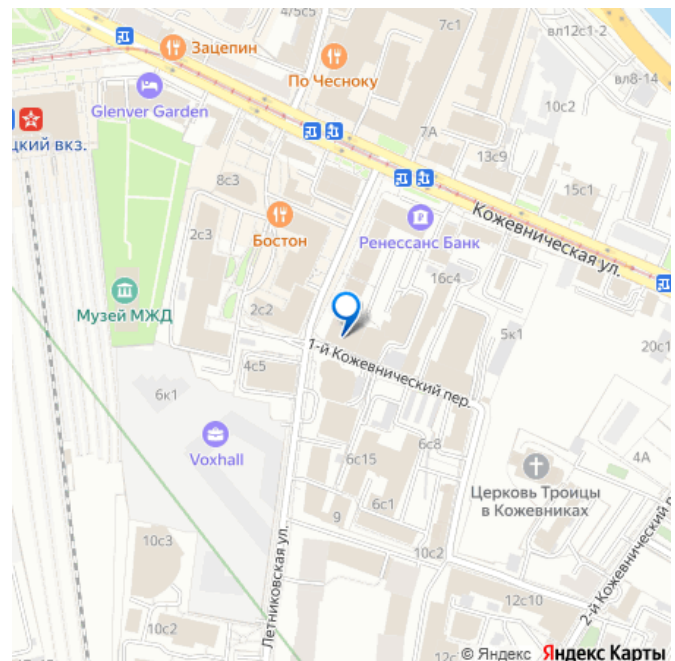 4/5с5
7с1
вл12с1-2
Зацепин
По Чесноку
вл8-14
Glenver Garden
10с2
цкий вкз.
7А
13с9
8с3
15с1
Кожевническая ул.
Бостон
Ренессанс Банк
2с3
16с4
Музей МЖД
2с2
5к1
20с1
1-й Кожевнический пер.
4с5
6к1
Voxhall
6с8
4А
6с15
Церковь Троицы
в Кожевниках
6с1
9
2-й Кожевнический р
10с3
10с2
Летниковская ул.
12с10
10с2
12с
© Яндекс Яндекс Карты